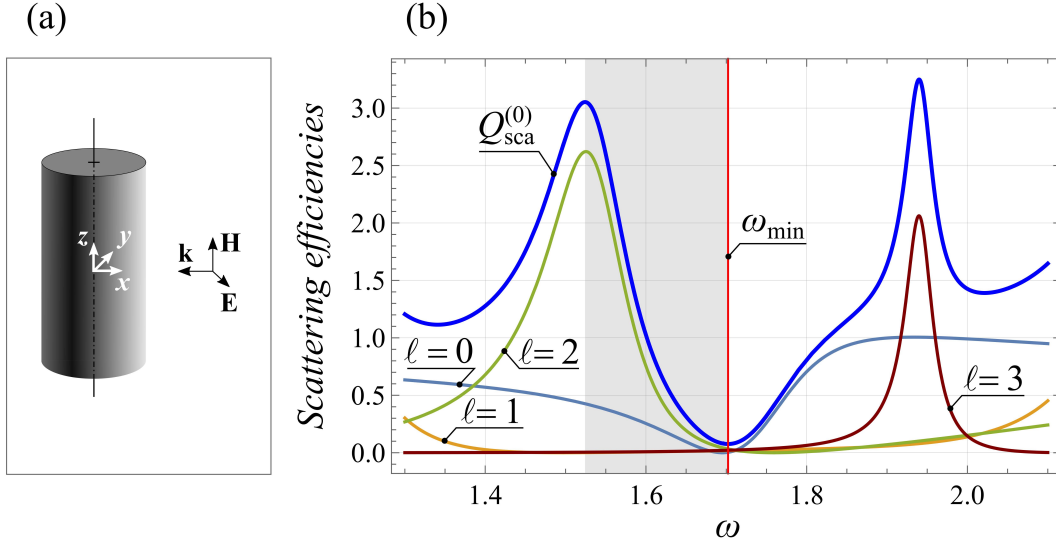 (a)
z
y
x
k
H
E
(b)
Scattering efficiencies
3.0
2.5
2.0
1.5
1.0
0.5
0.0
Q_sca^(0)
ω_min
ℓ=0
ℓ=2
ℓ=1
ℓ=3
1.4 1.6 1.8 2.0
ω